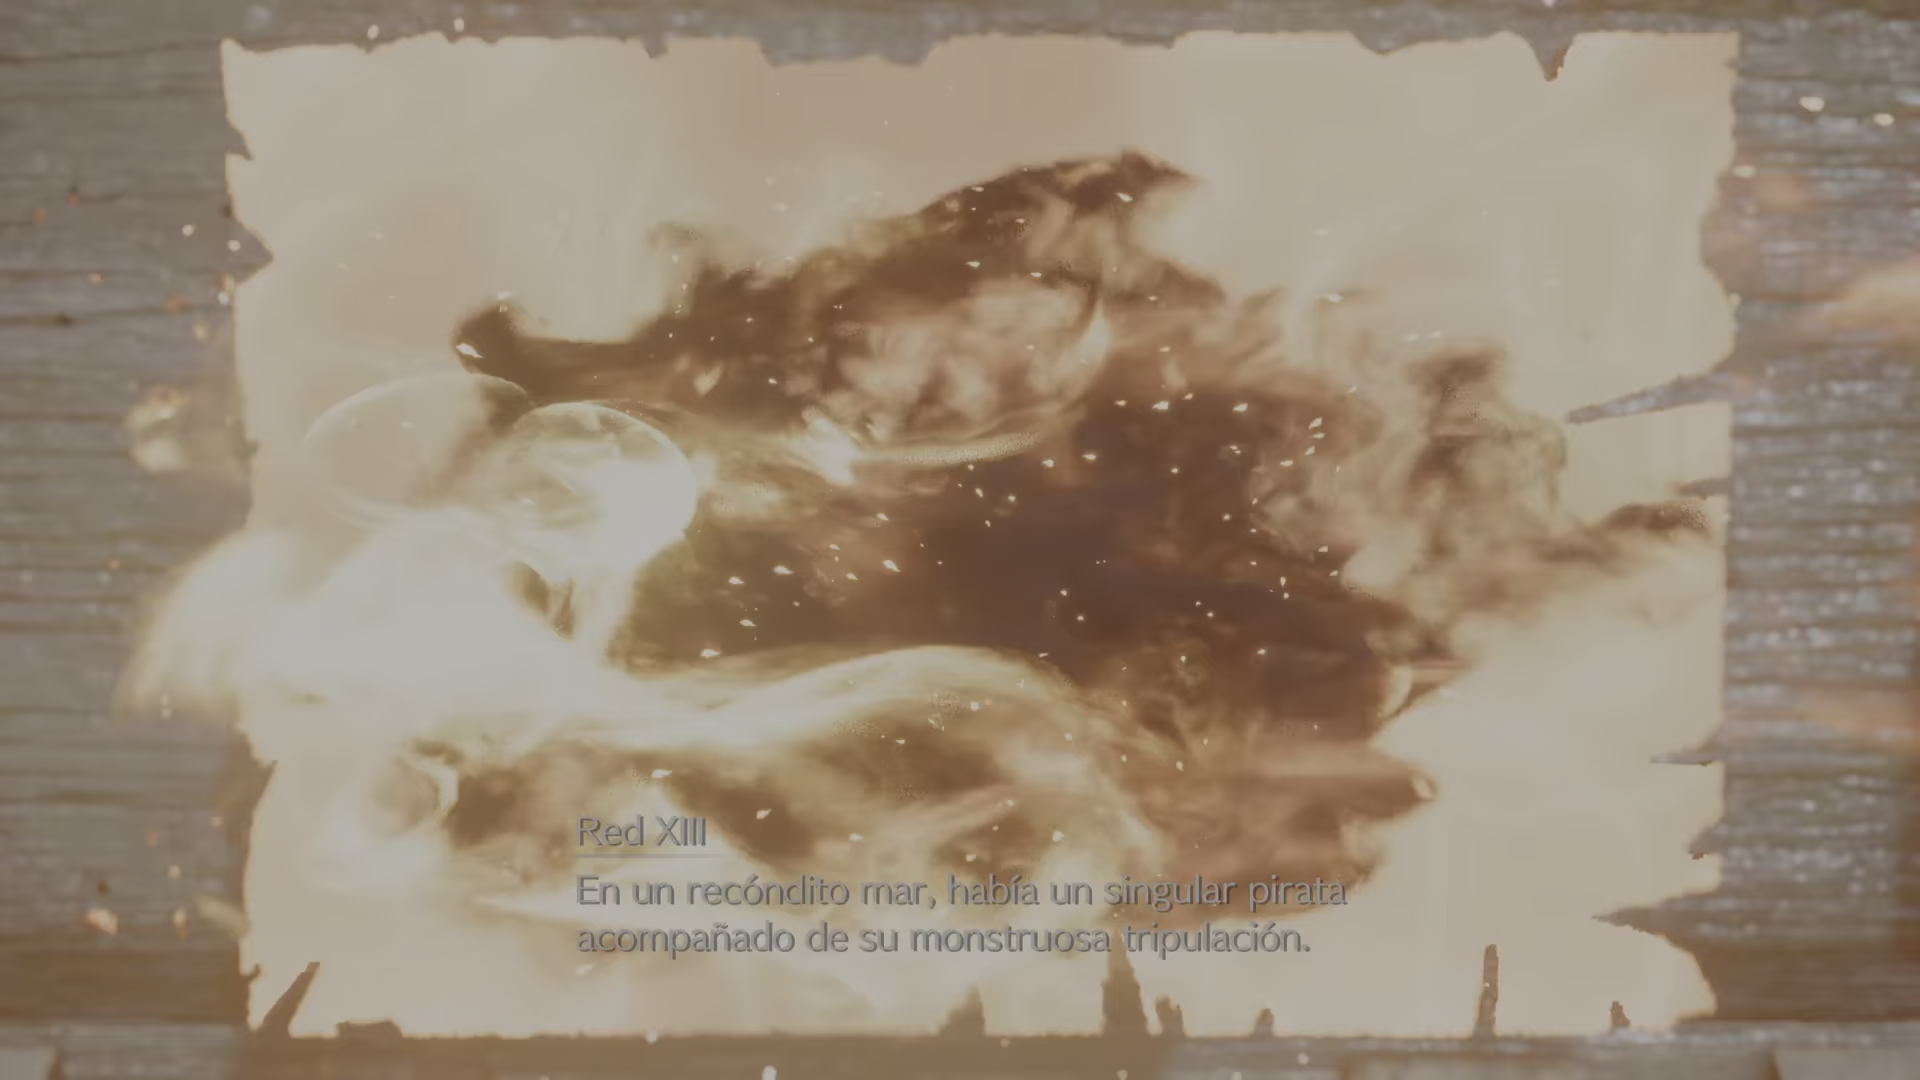 Red XIII
En un recóndito mar, había un singular pirata
acompañado de su monstruosa tripulación.